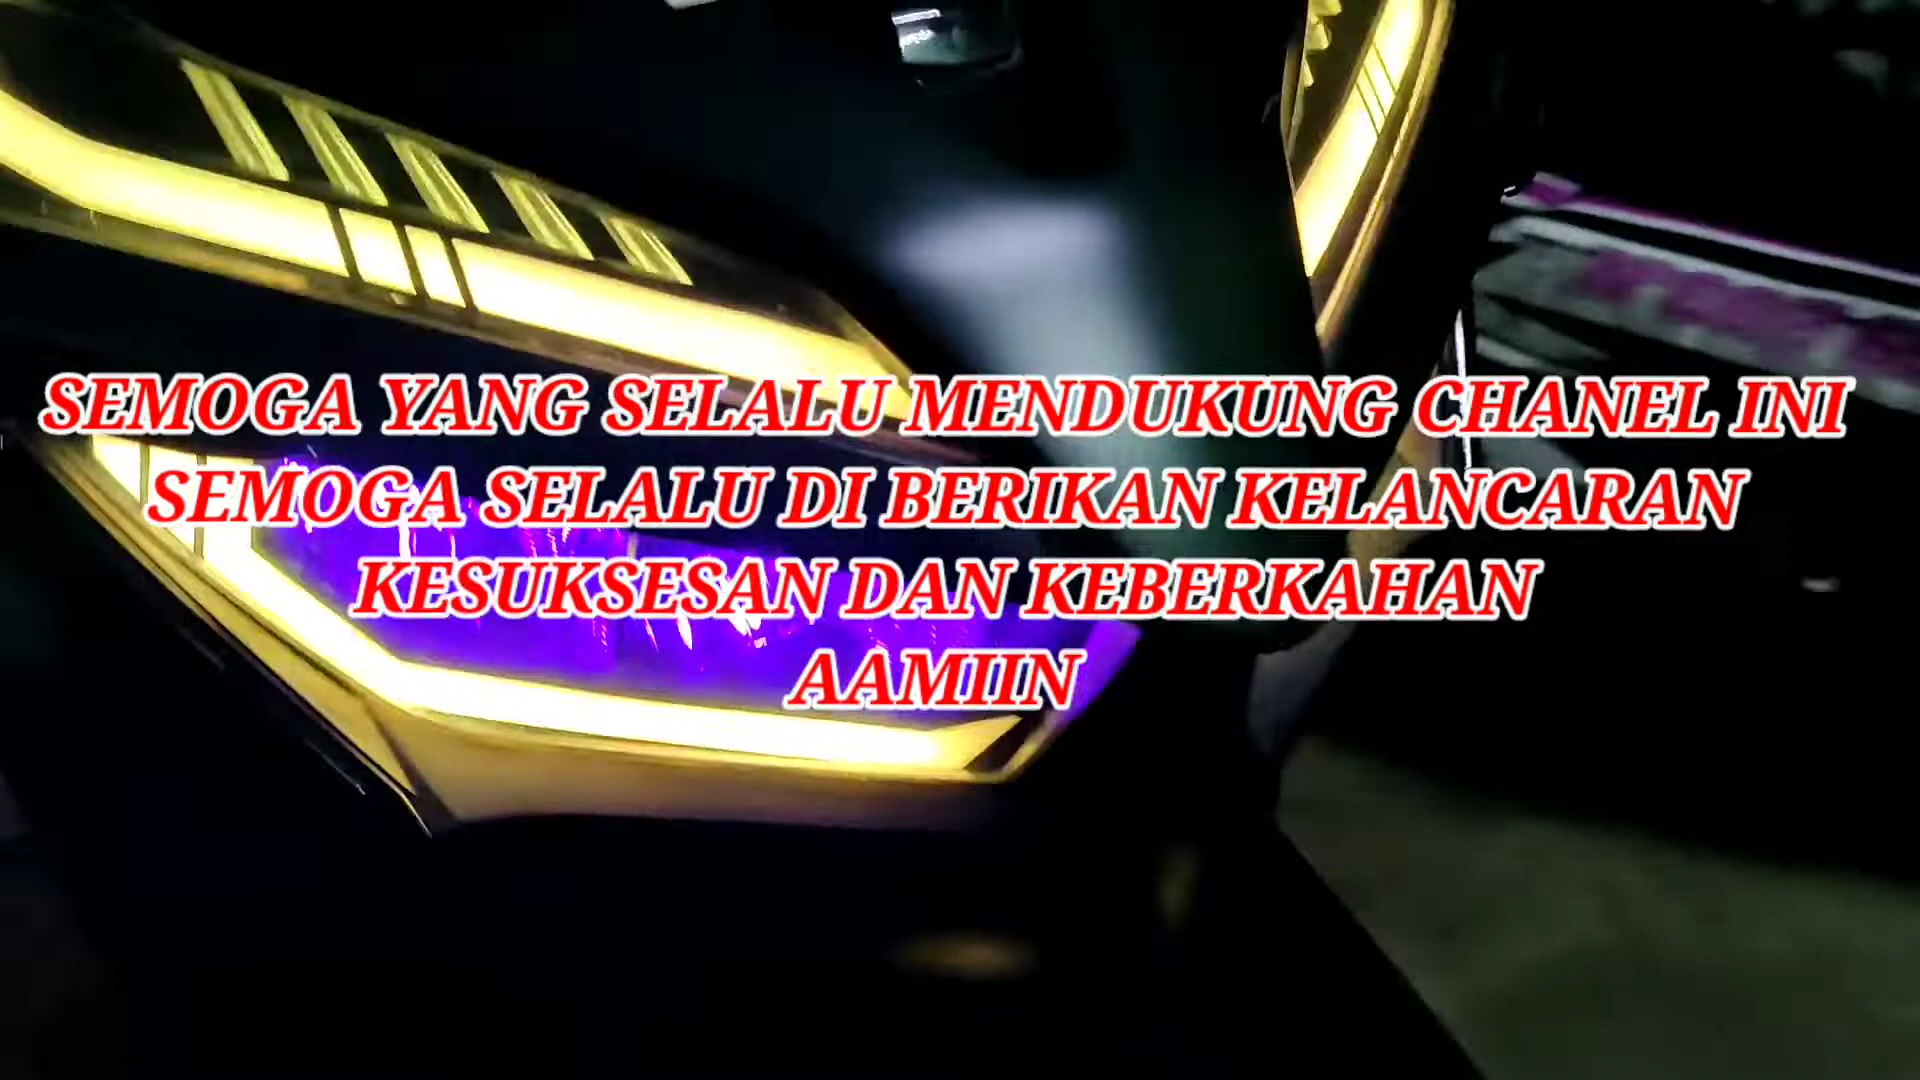 SEMOGA YANG SELALU MENDUKUNG CHANEL INI
SEMOGA SELALU DI BERIKAN KELANCARAN
KESUKSESAN DAN KEBERKAHAN
AAMIIN